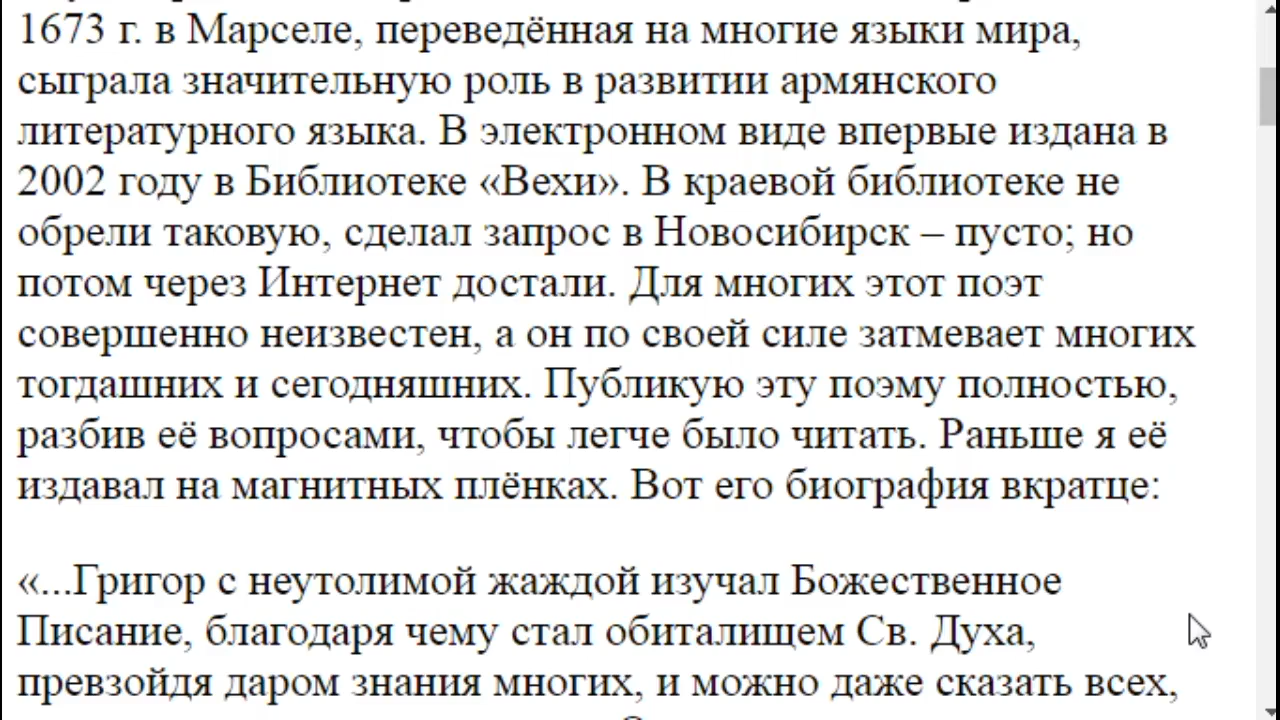 1673 г. в Марселе, переведённая на многие языки мира,
сыграла значительную роль в развитии армянского
литературного языка. В электронном виде впервые издана в
2002 году в Библиотеке «Вехи». В краевой библиотеке не
обрели таковую, сделал запрос в Новосибирск – пусто; но
потом через Интернет достали. Для многих этот поэт
совершенно неизвестен, а он по своей силе затмевает многих
тогдашних и сегодняшних. Публикую эту поэму полностью,
разбив её вопросами, чтобы легче было читать. Раньше я её
издавал на магнитных плёнках. Вот его биография вкратце:
«...Григор с неутолимой жаждой изучал Божественное
Писание, благодаря чему стал обиталищем Св. Духа,
превзойдя даром знания многих, и можно даже сказать всех,